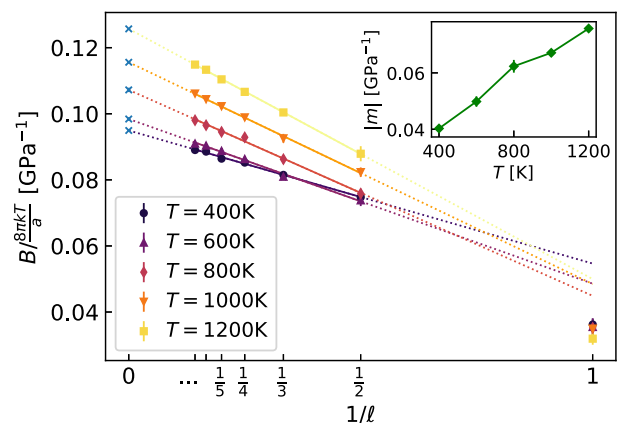 0.12
0.10
0.08
0.06
0.04
B/ 8πkT/a [GPa⁻¹]
|m| [GPa⁻¹]
0.06
0.04
400
800
1200
T [K]
T = 400K
T = 600K
T = 800K
T = 1000K
T = 1200K
0 ... 1/5 1/4 1/3 1/2 1
1/ℓ